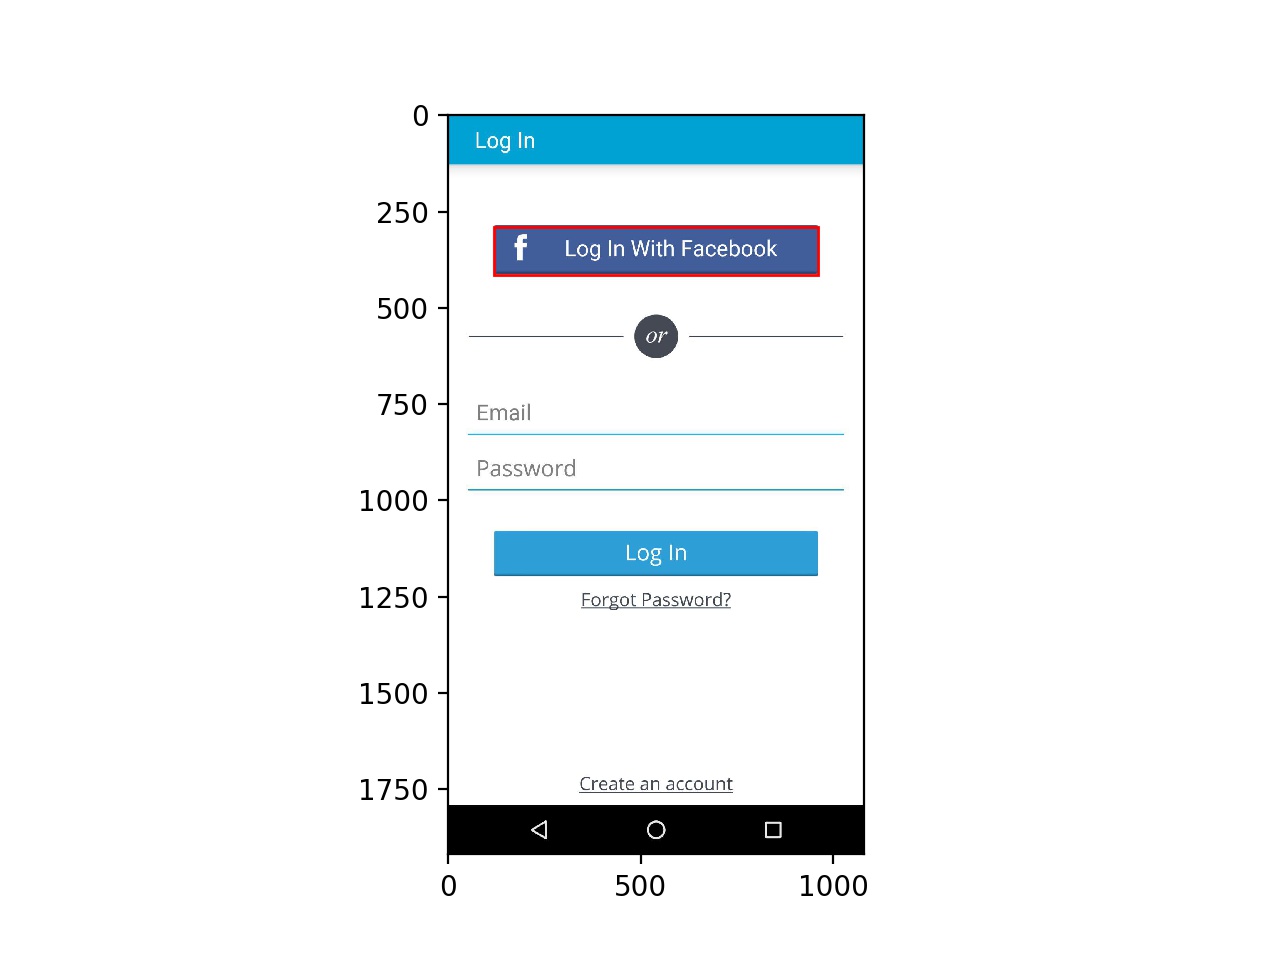 0
Log In
250
f Log In With Facebook
500
or
750
Email
Password
1000
Log In
1250
Forgot Password?
1500
1750
Create an account
0 500 1000